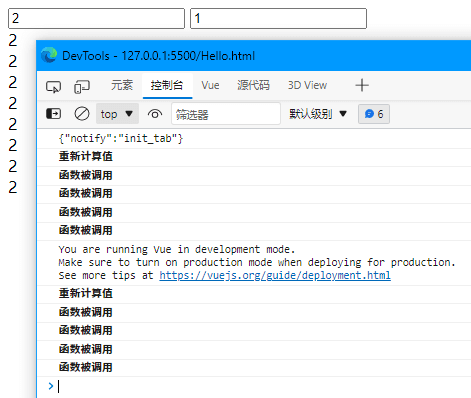 2 1
2
2
2
2
2
2
2
2
DevTools - 127.0.0.1:5500/Hello.html
元素 控制台 Vue 源代码 3D View
top ▼ 筛选器 默认级别 ▼ 6
{"notify":"init_tab"}
重新计算值
函数被调用
函数被调用
函数被调用
函数被调用
You are running Vue in development mode.
Make sure to turn on production mode when deploying for production.
See more tips at https://vuejs.org/guide/deployment.html
重新计算值
函数被调用
函数被调用
函数被调用
函数被调用